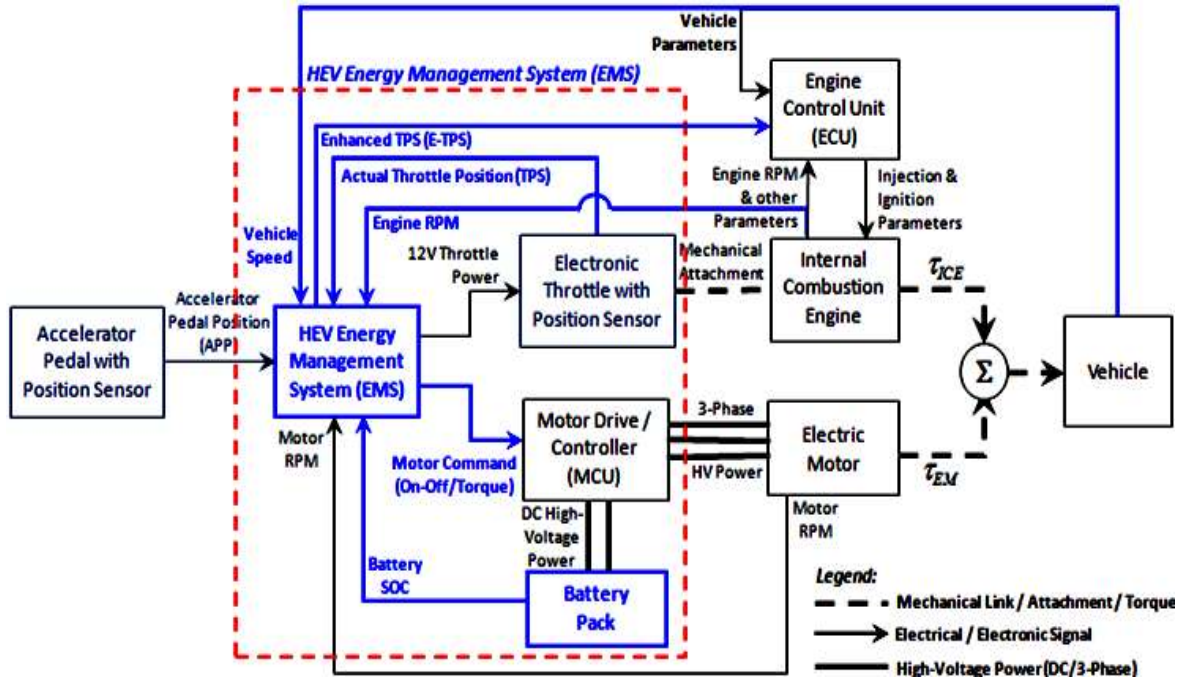 Vehicle
Parameters
HEV Energy Management System (EMS)
Engine
Control Unit
(ECU)
Enhanced TPS (E-TPS)
Actual Throttle Position (TPS)
Engine RPM
& other
Parameters
Injection &
Ignition
Parameters
Engine RPM
Vehicle
Speed
12V Throttle
Power
Electronic
Throttle with
Position Sensor
Mechanical
Attachment
Internal
Combustion
Engine
τICE
Accelerator
Pedal with
Position Sensor
Accelerator
Pedal Position
(APP)
HEV Energy
Management
System (EMS)
Σ
Vehicle
Motor
RPM
Motor Command
(On-Off/Torque)
Motor Drive /
Controller
(MCU)
3-Phase
HV Power
Electric
Motor
τEM
DC High-
Voltage
Power
Motor
RPM
Battery
SOC
Battery
Pack
Legend:
Mechanical Link / Attachment / Torque
Electrical / Electronic Signal
High-Voltage Power (DC/3-Phase)